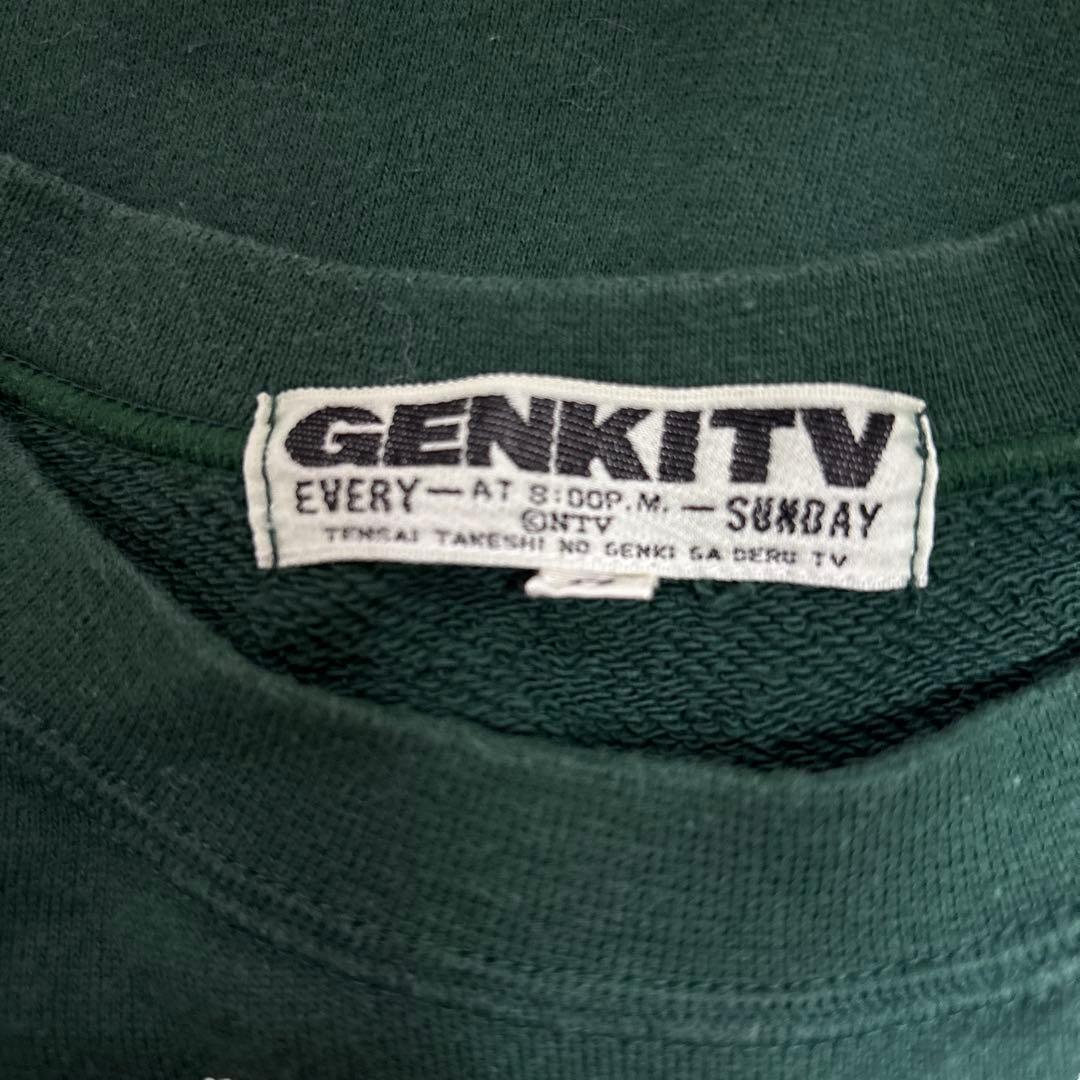 GENKITV
EVERY—AT 8:00P.M.—SUNDAY
©NTV
TENSAI TAKESHI NO GENKI GA DERU TV